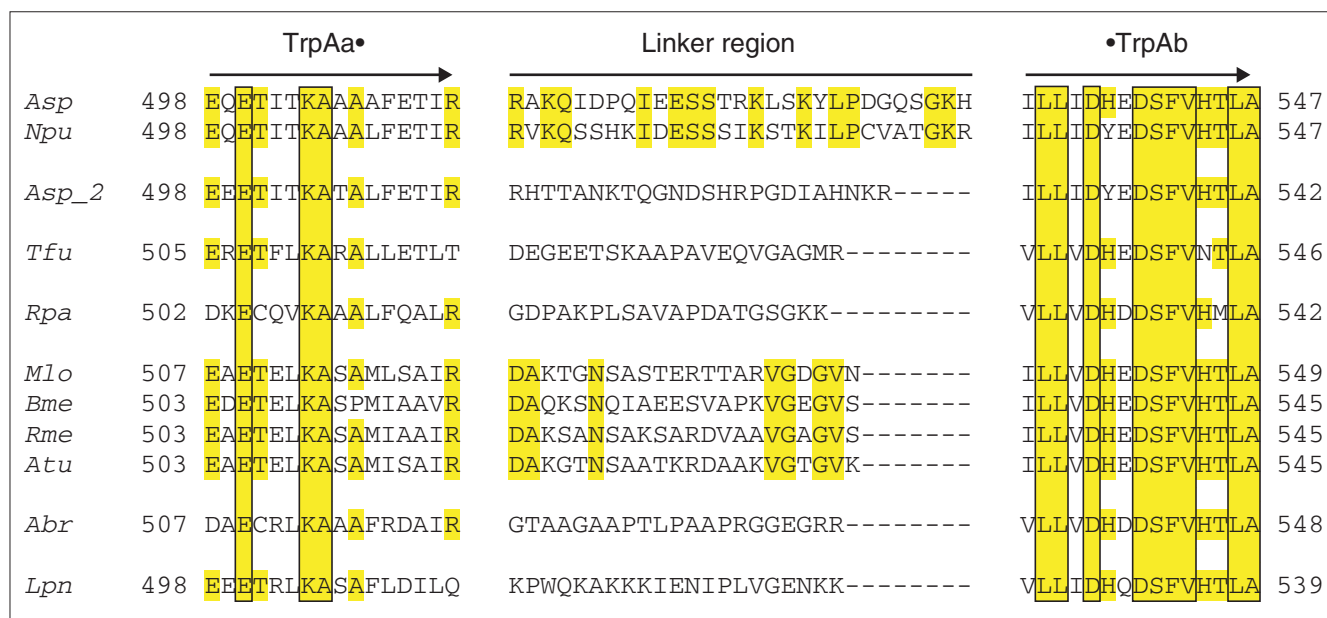 TrpAa• Linker region •TrpAb
Asp 498 EQETITKAAAAFETIR RAKQIDPQIEESSTRKLSKYLPDGQSGKH ILLIDHEDSFVHTLA 547
Npu 498 EQETITKAAALFETIR RVKQSSHKIDESSSIKSTKILPCVATGKR ILLIDYEDSFVHTLA 547
Asp_2 498 EEETITKATALFETIR RHTTANKTQGNDSHRPGDIAHNKR----- ILLIDYEDSFVHTLA 542
Tfu 505 ERETFLKARALLETLT DEGEETSKAAPAVEQVGAGMR-------- VLLVDHEDSFVNTLA 546
Rpa 502 DKECQVKAAALFQALR GDPAKPLSAVAPDATGSGKK--------- VLLVDHDDSFVHMLA 542
Mlo 507 EAETELKASAMLSAIR DAKTGNSASTERTTARVGDGVN------- ILLVDHEDSFVHTLA 549
Bme 503 EDETELKASPMIAAVR DAQKSNQIAEESVAPKVGEGVS------- ILLVDHEDSFVHTLA 545
Rme 503 EAETELKASAMIAAIR DAKSANSAKSARDVAAVGAGVS------- ILLVDHEDSFVHTLA 545
Atu 503 EAETELKASAMISAIR DAKGTNSAATKRDAAKVGTGVK------- ILLVDHEDSFVHTLA 545
Abr 507 DAECRLKAAAFRDAIR GTAAGAAPTLPAAPRGGEGRR-------- VLLVDHDDSFVHTLA 548
Lpn 498 EEETRLKASAFLDILQ KPWQKAKKKIENIPLVGENKK-------- VLLIDHQDSFVHTLA 539